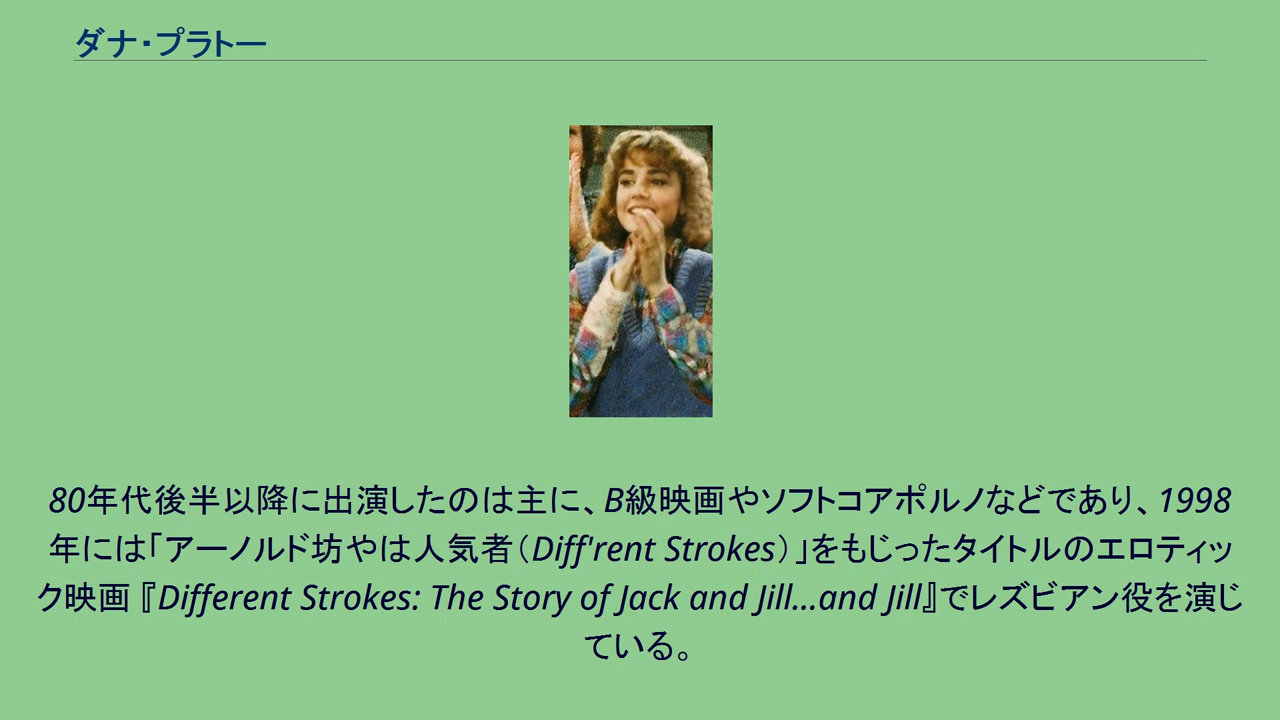 ダナ・プラトー
80年代後半以降に出演したのは主に、B級映画やソフトコアポルノなどであり、1998
年には「アーノルド坊やは人気者（Diff'rent Strokes）」をもじったタイトルのエロティッ
ク映画『Different Strokes: The Story of Jack and Jill...and Jill』でレズビアン役を演じ
ている。